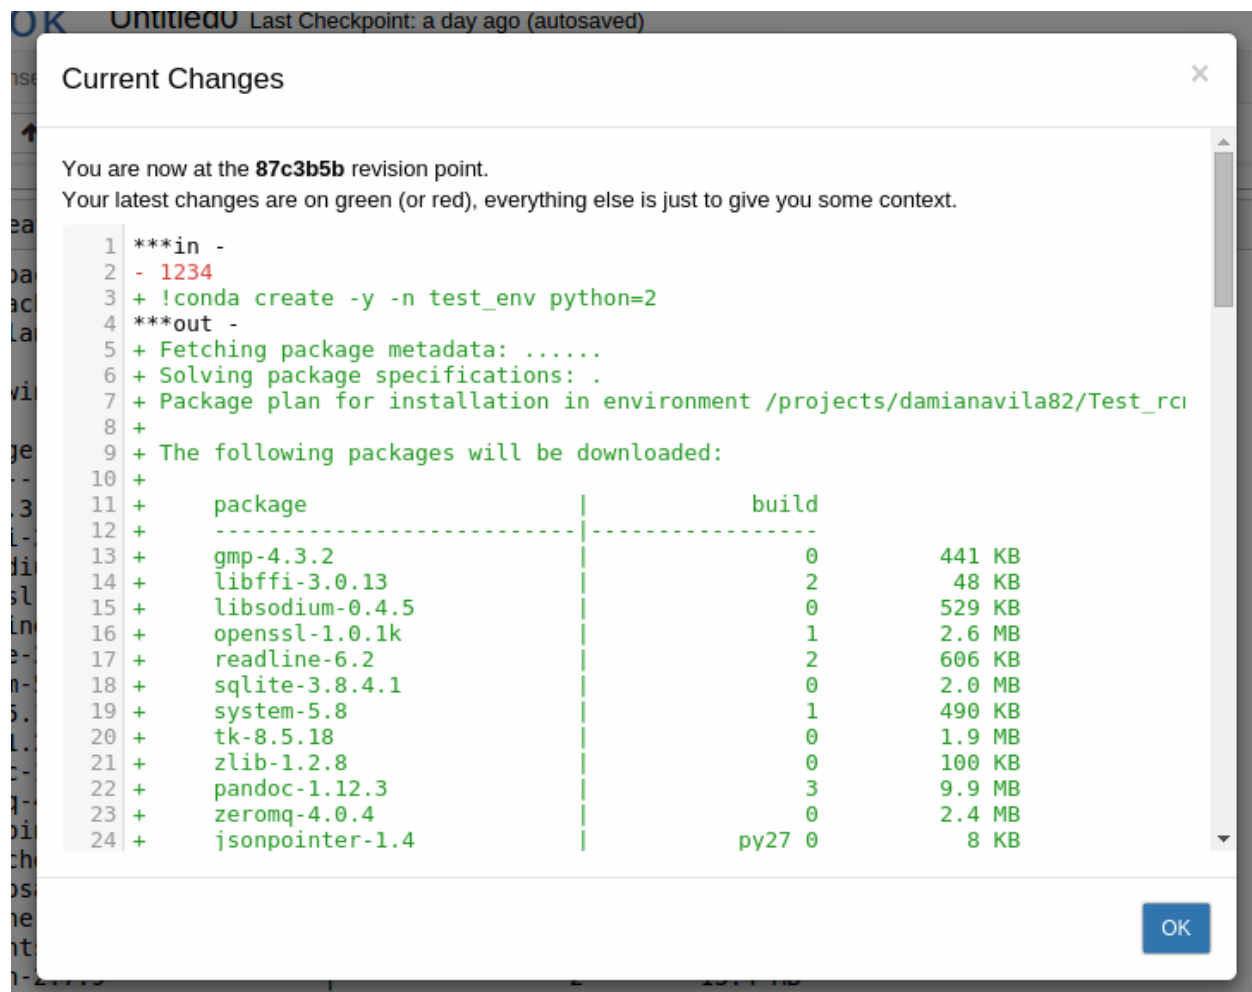 OK Untitled0 Last Checkpoint: a day ago (autosaved)
Current Changes ×
You are now at the 87c3b5b revision point.
Your latest changes are on green (or red), everything else is just to give you some context.
1 ***in -
2 - 1234
3 + !conda create -y -n test_env python=2
4 ***out -
5 + Fetching package metadata: ......
6 + Solving package specifications: .
7 + Package plan for installation in environment /projects/damianavila82/Test_rc
8 +
9 + The following packages will be downloaded:
10 +
11 + package | build
12 + ---------------------------|-----------------
13 + gmp-4.3.2 | 0 441 KB
14 + libffi-3.0.13 | 2 48 KB
15 + libsodium-0.4.5 | 0 529 KB
16 + openssl-1.0.1k | 1 2.6 MB
17 + readline-6.2 | 2 606 KB
18 + sqlite-3.8.4.1 | 0 2.0 MB
19 + system-5.8 | 1 490 KB
20 + tk-8.5.18 | 0 1.9 MB
21 + zlib-1.2.8 | 0 100 KB
22 + pandoc-1.12.3 | 3 9.9 MB
23 + zeromq-4.0.4 | 0 2.4 MB
24 + jsonpointer-1.4 | py27 0 8 KB
OK